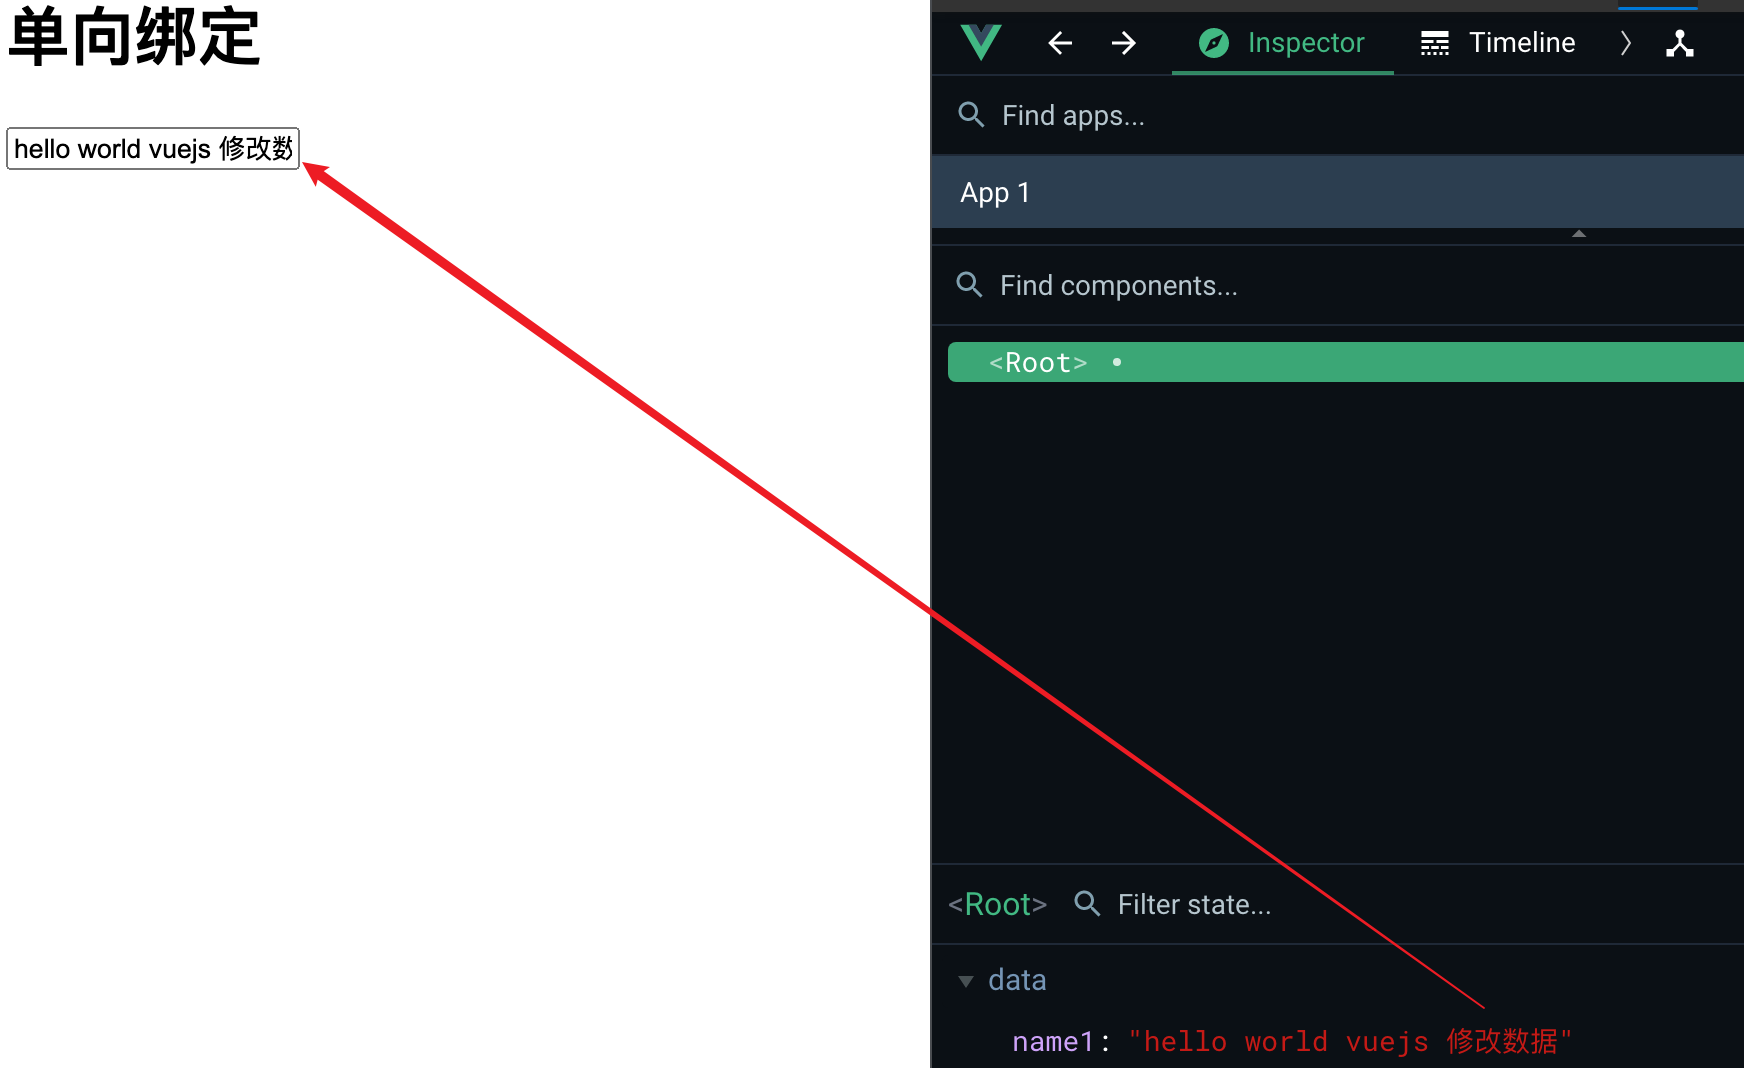 单向绑定
hello world vuejs 修改数
Inspector
Timeline
Find apps...
App 1
Find components...
<Root>
<Root>
Filter state...
data
name1: "hello world vuejs 修改数据"